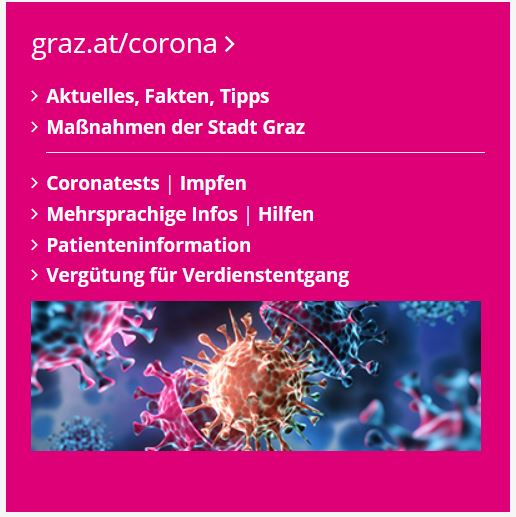 graz.at/corona
Aktuelles, Fakten, Tipps
Maßnahmen der Stadt Graz
Coronatests | Impfen
Mehrsprachige Infos | Hilfen
Patienteninformation
Vergütung für Verdienstentgang